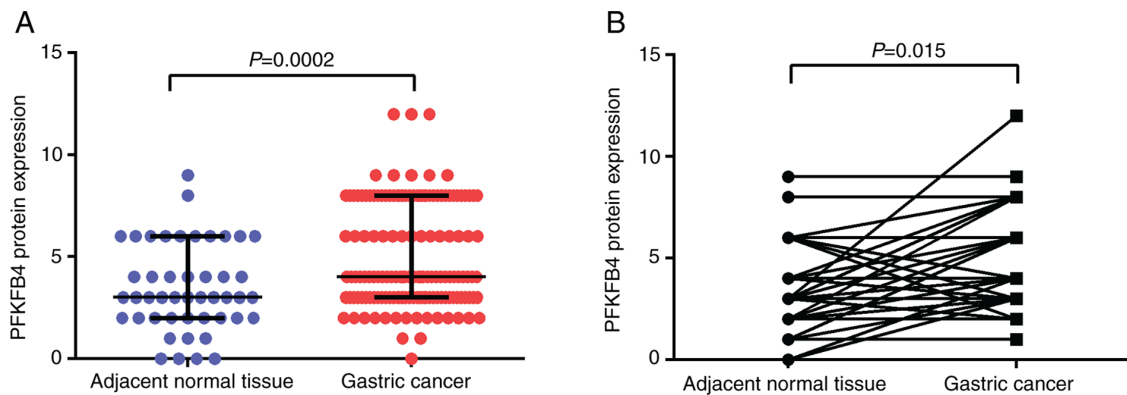 A
PFKFB4 protein expression
15
10
5
0
P=0.0002
Adjacent normal tissue
Gastric cancer
B
PFKFB4 protein expression
15
10
5
0
P=0.015
Adjacent normal tissue
Gastric cancer